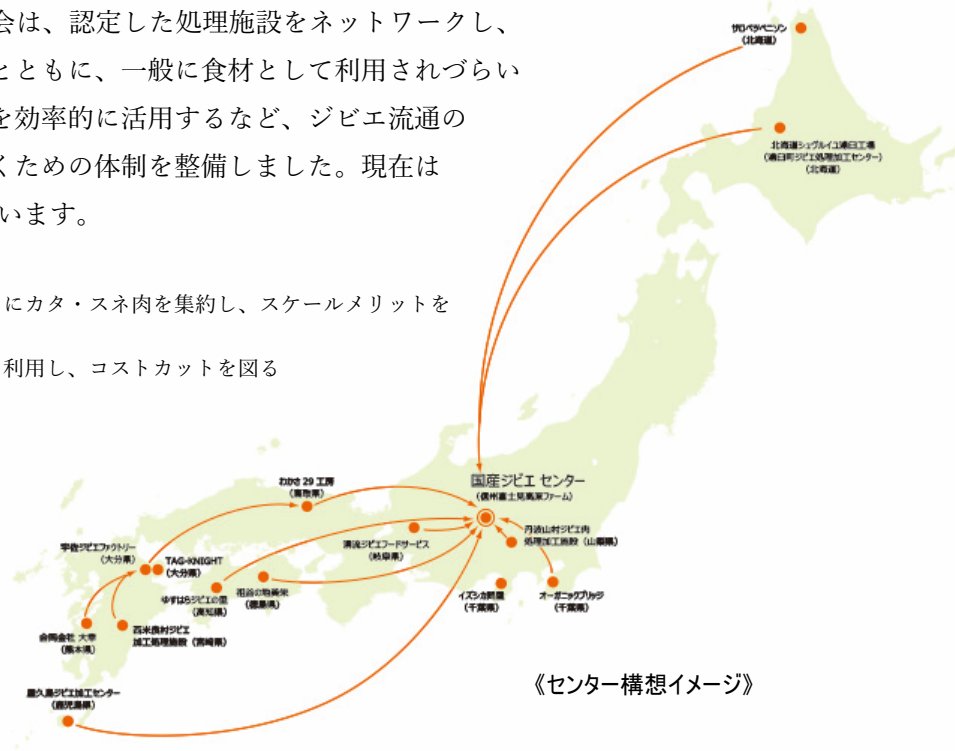 会は、認定した処理施設をネットワークし、
とともに、一般に食材として利用されづらい
を効率的に活用するなど、ジビエ流通の
くための体制を整備しました。現在は
います。
にカタ・スネ肉を集約し、スケールメリットを
利用し、コストカットを図る
サロベツベニソン
(北海道)
北海道シュヴルイユ浦臼工場
(浦臼町ジビエ処理加工センター)
(北海道)
国産ジビエ センター
(信州富士見高原ファーム)
わかさ 29 工房
(鳥取県)
丹波山村ジビエ肉
処理加工施設(山梨県)
清流ジビエフードサービス
(岐阜県)
宇佐ジビエファクトリー
(大分県)
TAG-KNIGHT
(大分県)
ゆすはらジビエの里
(高知県)
祖谷の地美栄
(徳島県)
イズシカ問屋
(千葉県)
オーガニックブリッジ
(千葉県)
合同会社 大幸
(熊本県)
西米良村ジビエ
加工処理施設(宮崎県)
屋久島ジビエ加工センター
(鹿児島県)
《センター構想イメージ》